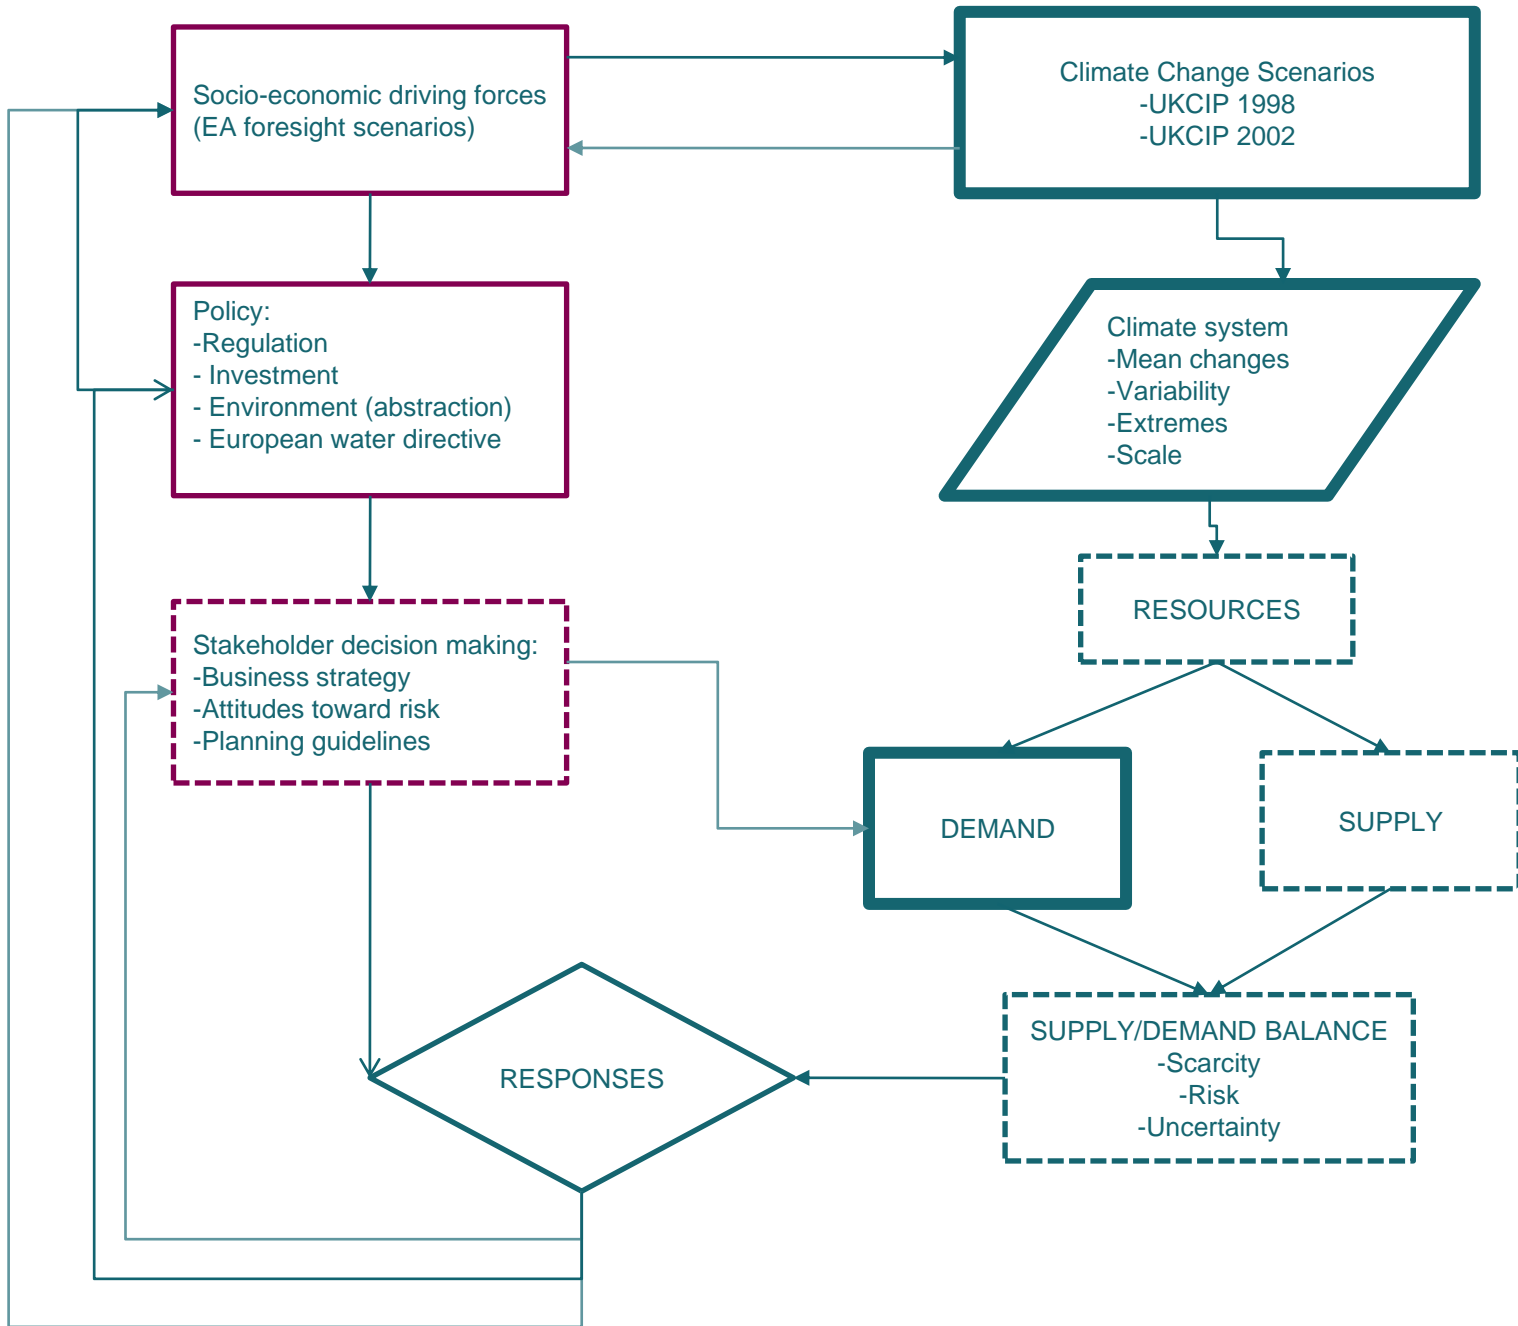 Socio-economic driving forces
(EA foresight scenarios)
Climate Change Scenarios
-UKCIP 1998
-UKCIP 2002
Policy:
-Regulation
- Investment
- Environment (abstraction)
- European water directive
Climate system
-Mean changes
-Variability
-Extremes
-Scale
RESOURCES
Stakeholder decision making:
-Business strategy
-Attitudes toward risk
-Planning guidelines
DEMAND
SUPPLY
RESPONSES
SUPPLY/DEMAND BALANCE
-Scarcity
-Risk
-Uncertainty